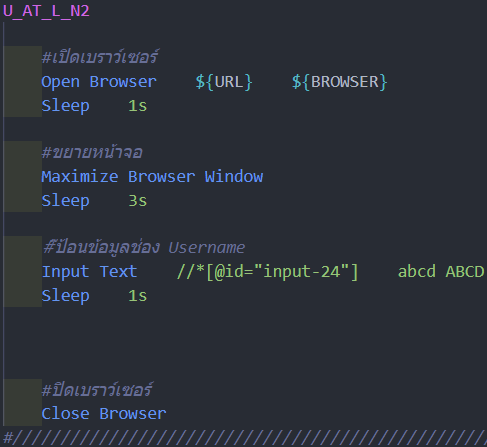 U_AT_L_N2
#เปิดเบราว์เซอร์
Open Browser    ${URL}    ${BROWSER}
Sleep    1s
#ขยายหน้าจอ
Maximize Browser Window
Sleep    3s
#ป้อนข้อมูลช่อง Username
Input Text    //*[@id="input-24"]    abcd ABCD
Sleep    1s
#ปิดเบราว์เซอร์
Close Browser
#//////////////////////////////////////////////////